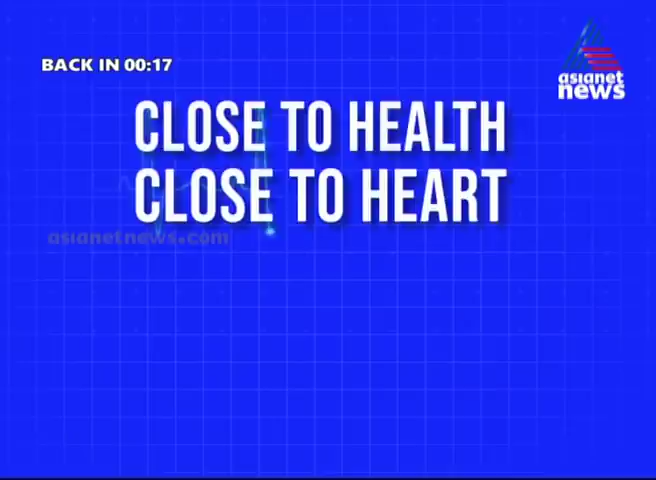 BACK IN 00:17
asianet
news
CLOSE TO HEALTH
CLOSE TO HEART
asianetnews.com